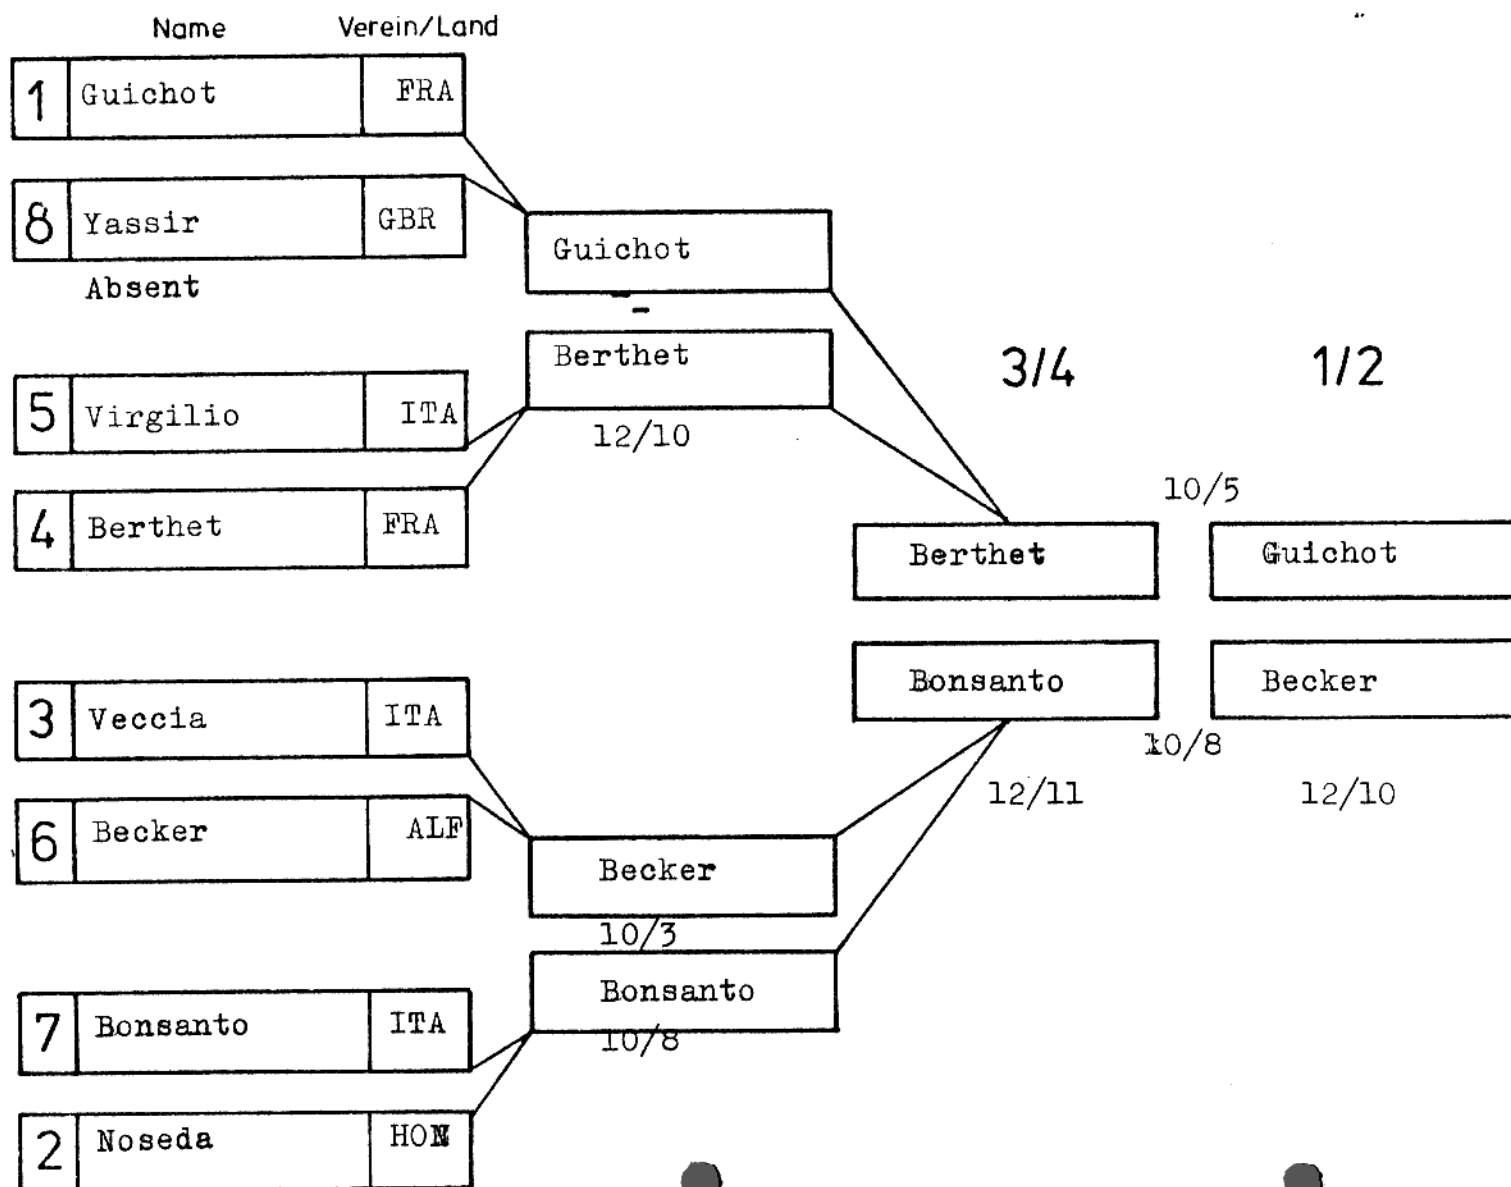 Name Verein/Land
1 Guichot FRA
8 Yassir GBR
Absent
5 Virgilio ITA
4 Berthet FRA
3 Veccia ITA
6 Becker ALF
7 Bonsanto ITA
2 Noseda HON
Guichot
Berthet
12/10
Becker
10/3
Bonsanto
10/8
3/4 1/2
10/5
Berthet Guichot
Bonsanto Becker
10/8
12/11 12/10